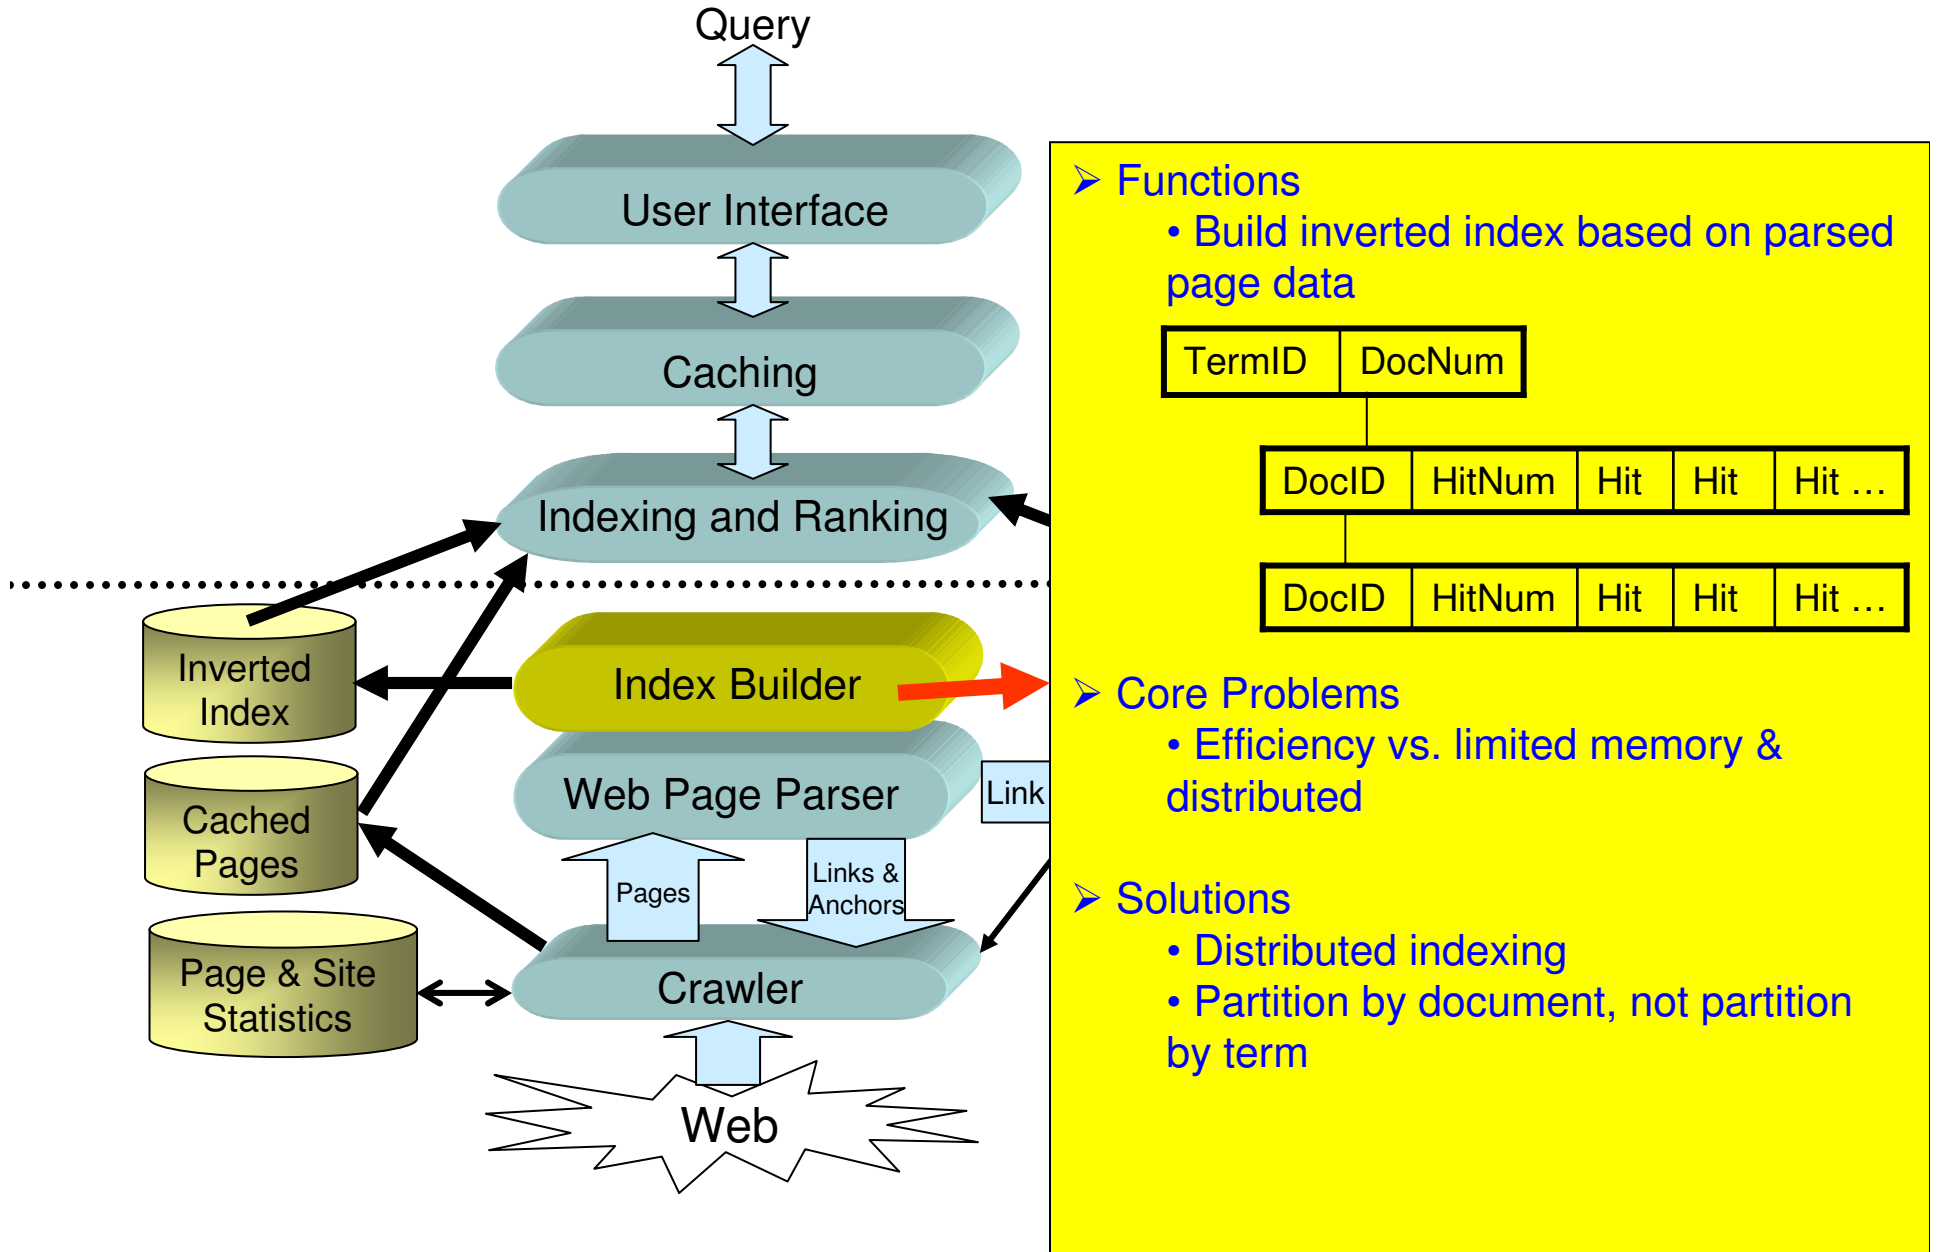 Query
User Interface
Caching
Indexing and Ranking
Inverted
Index
Index Builder
Web Page Parser
Link
Cached
Pages
Pages
Links &
Anchors
Page & Site
Statistics
Crawler
Web
➢ Functions
• Build inverted index based on parsed
page data
TermID DocNum
DocID HitNum Hit Hit Hit …
DocID HitNum Hit Hit Hit …
➢ Core Problems
• Efficiency vs. limited memory &
distributed
➢ Solutions
• Distributed indexing
• Partition by document, not partition
by term